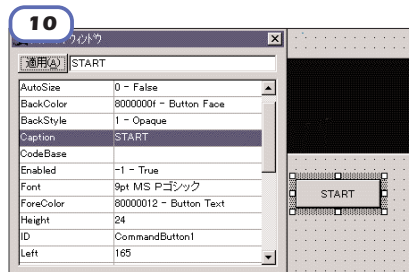 10
ウィンドウ
適用(A) START
AutoSize 0 - False
BackColor 8000000f - Button Face
BackStyle 1 - Opaque
Caption START
CodeBase
Enabled -1 - True
Font 9pt MS Pゴシック
ForeColor 80000012 - Button Text
Height 24
ID CommandButton1
Left 165
START